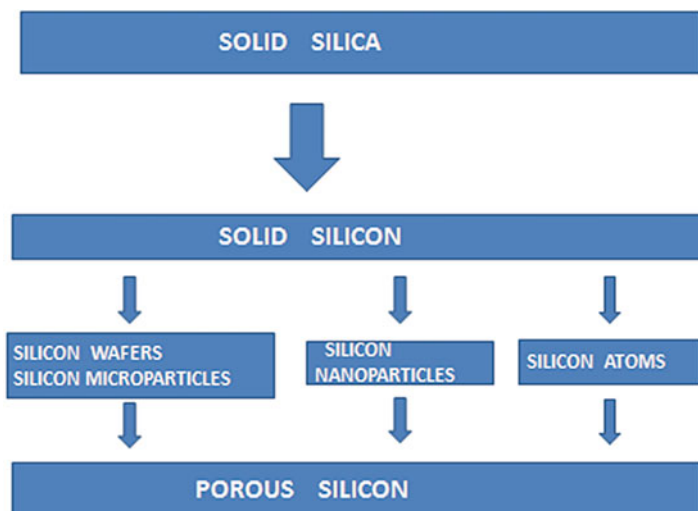 SOLID SILICA
SOLID SILICON
SILICON WAFERS
SILICON MICROPARTICLES
SILICON
NANOPARTICLES
SILICON ATOMS
POROUS SILICON